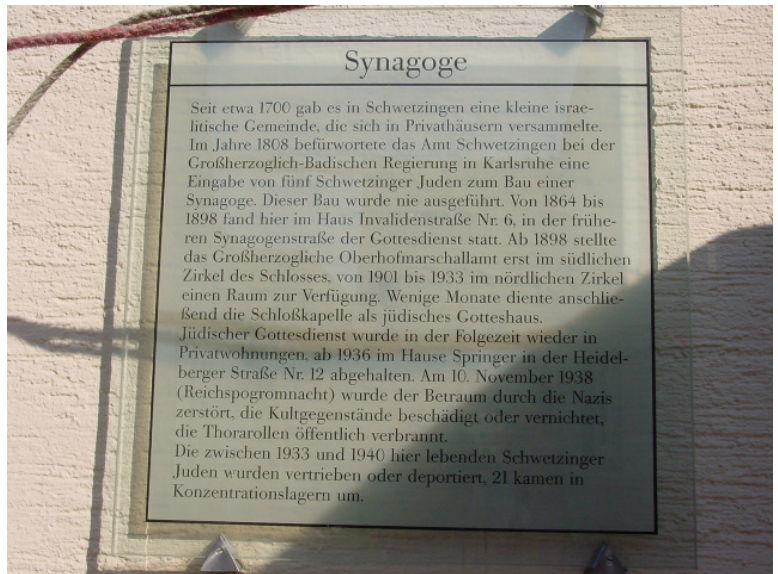 Synagoge
Seit etwa 1700 gab es in Schwetzingen eine kleine israe-
litische Gemeinde, die sich in Privathäusern versammelte.
Im Jahre 1808 befürwortete das Amt Schwetzingen bei der
Großherzoglich-Badischen Regierung in Karlsruhe eine
Eingabe von fünf Schwetzinger Juden zum Bau einer
Synagoge. Dieser Bau wurde nie ausgeführt. Von 1864 bis
1898 fand hier im Haus Invalidenstraße Nr. 6, in der frühe-
ren Synagogenstraße der Gottesdienst statt. Ab 1898 stellte
das Großherzogliche Oberhofmarschallamt erst im südlichen
Zirkel des Schlosses, von 1901 bis 1933 im nördlichen Zirkel
einen Raum zur Verfügung. Wenige Monate diente anschlie-
ßend die Schloßkapelle als jüdisches Gotteshaus.
Jüdischer Gottesdienst wurde in der Folgezeit wieder in
Privatwohnungen, ab 1936 im Hause Springer in der Heidel-
berger Straße Nr. 12 abgehalten. Am 10. November 1938
(Reichspogromnacht) wurde der Betraum durch die Nazis
zerstört, die Kultgegenstände beschädigt oder vernichtet,
die Thorarollen öffentlich verbrannt.
Die zwischen 1933 und 1940 hier lebenden Schwetzinger
Juden wurden vertrieben oder deportiert, 21 kamen in
Konzentrationslagern um.